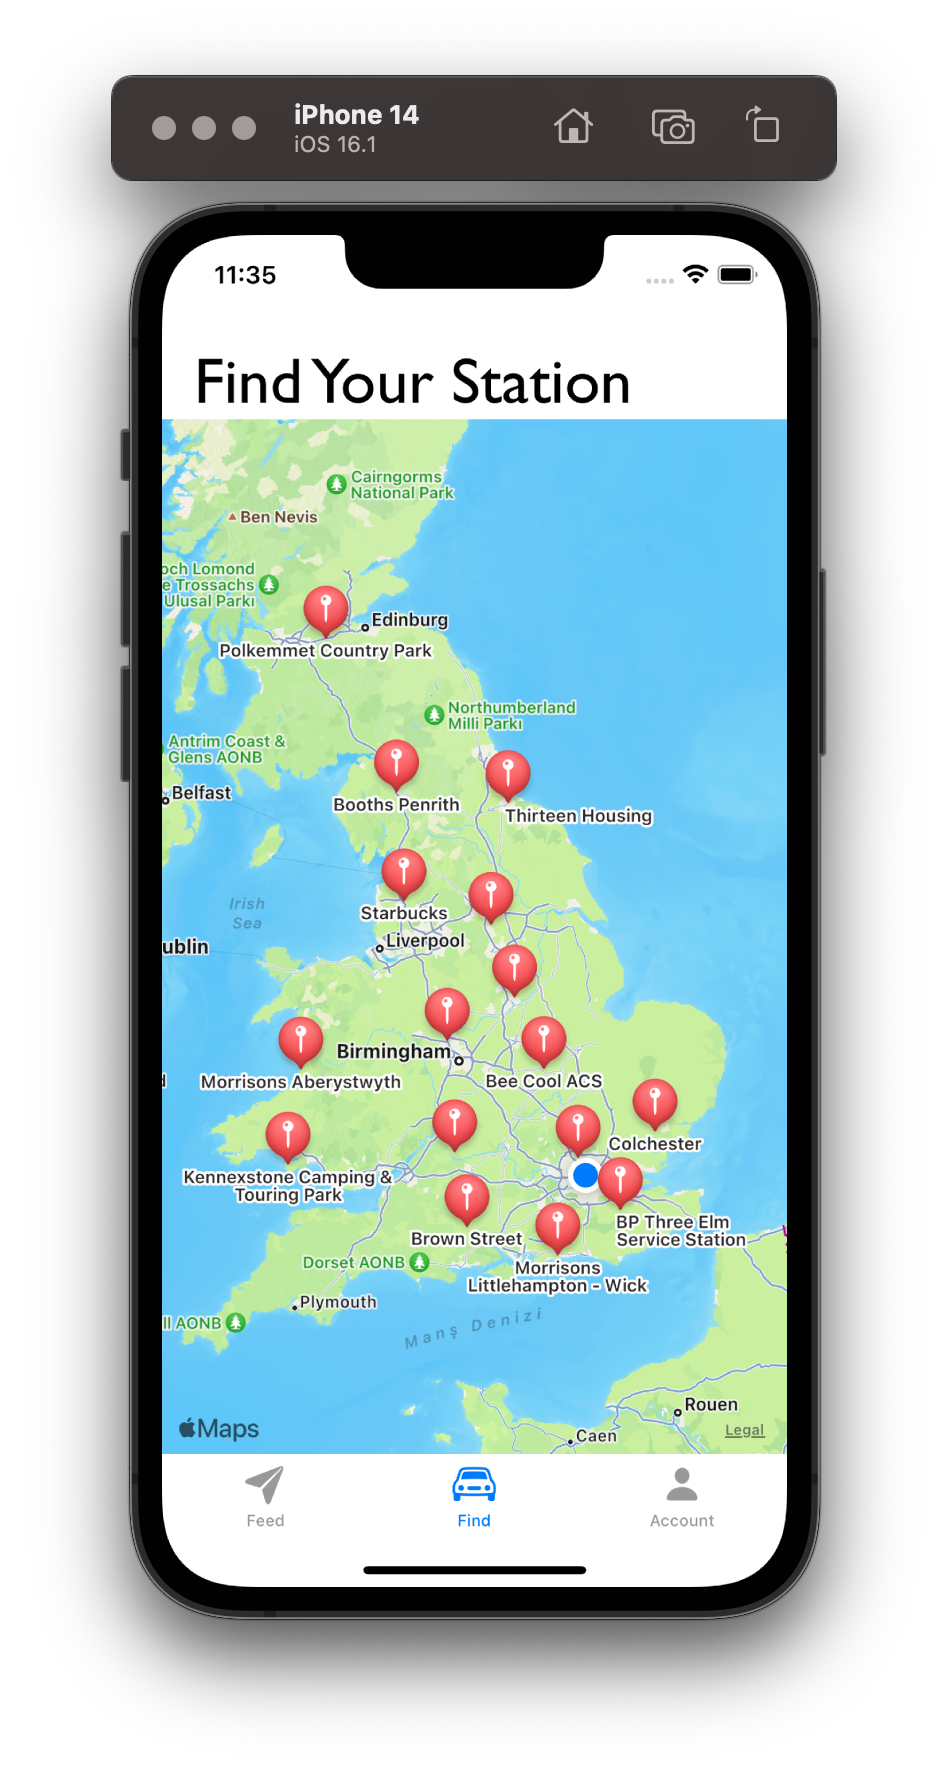 iPhone 14
iOS 16.1
11:35
Find Your Station
Cairngorms
National Park
Ben Nevis
och Lomond
e Trossachs
Ulusal Parkı
Edinburg
Polkemmet Country Park
Northumberland
Milli Parkı
Antrim Coast &
Glens AONB
Belfast
Booths Penrith
Thirteen Housing
Irish
Sea
Starbucks
Liverpool
ublin
Birmingham
d
Morrisons Aberystwyth
Bee Cool ACS
Colchester
Kennexstone Camping &
Touring Park
BP Three Elm
Service Station
Brown Street
Dorset AONB
Morrisons
Littlehampton - Wick
Plymouth
ll AONB
Manş Denizi
Rouen
Maps
Caen
Legal
Feed
Find
Account